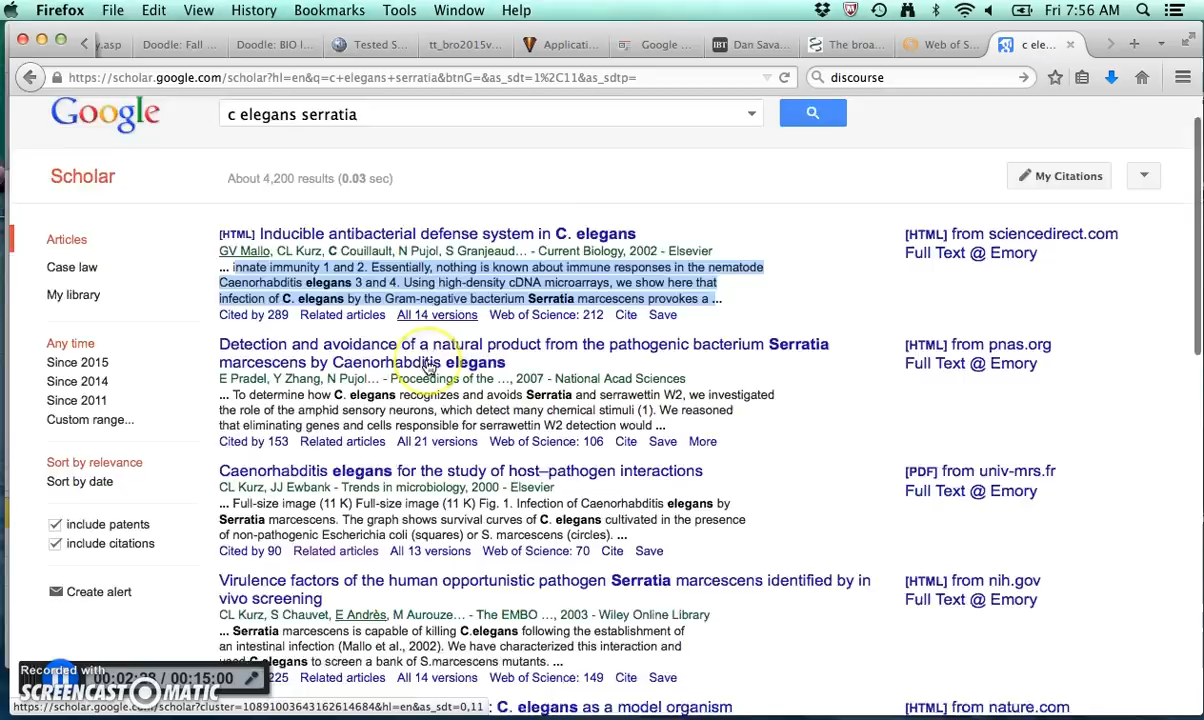 Firefox File Edit View History Bookmarks Tools Window Help Fri 7:56 AM
.asp Doodle: Fall ... Doodle: BIO I... Tested S... tt_bro2015v... Applicati... Google ... IBT Dan Sava... The broa... Web of S... c ele...
https://scholar.google.com/scholar?hl=en&q=c+elegans+serratia&btnG=&as_sdt=1%2C11&as_sdtp= discourse
Google c elegans serratia
Scholar About 4,200 results (0.03 sec) My Citations
Articles
Case law
My library
Any time
Since 2015
Since 2014
Since 2011
Custom range...
Sort by relevance
Sort by date
include patents
include citations
Create alert
[HTML] Inducible antibacterial defense system in C. elegans
GV Mallo, CL Kurz, C Couillault, N Pujol, S Granjeaud... - Current Biology, 2002 - Elsevier
... innate immunity 1 and 2. Essentially, nothing is known about immune responses in the nematode
Caenorhabditis elegans 3 and 4. Using high-density cDNA microarrays, we show here that
infection of C. elegans by the Gram-negative bacterium Serratia marcescens provokes a ...
Cited by 289 Related articles All 14 versions Web of Science: 212 Cite Save
[HTML] from sciencedirect.com
Full Text @ Emory
Detection and avoidance of a natural product from the pathogenic bacterium Serratia
marcescens by Caenorhabditis elegans
E Pradel, Y Zhang, N Pujol... - Proceedings of the ..., 2007 - National Acad Sciences
... To determine how C. elegans recognizes and avoids Serratia and serrawettin W2, we investigated
the role of the amphid sensory neurons, which detect many chemical stimuli (1). We reasoned
that eliminating genes and cells responsible for serrawettin W2 detection would ...
Cited by 153 Related articles All 21 versions Web of Science: 106 Cite Save More
[HTML] from pnas.org
Full Text @ Emory
Caenorhabditis elegans for the study of host–pathogen interactions
CL Kurz, JJ Ewbank - Trends in microbiology, 2000 - Elsevier
... Full-size image (11 K) Full-size image (11 K) Fig. 1. Infection of Caenorhabditis elegans by
Serratia marcescens. The graph shows survival curves of C. elegans cultivated in the presence
of non-pathogenic Escherichia coli (squares) or S. marcescens (circles). ...
Cited by 90 Related articles All 13 versions Web of Science: 70 Cite Save
[PDF] from univ-mrs.fr
Full Text @ Emory
Virulence factors of the human opportunistic pathogen Serratia marcescens identified by in
vivo screening
CL Kurz, S Chauvet, E Andrès, M Aurouze... - The EMBO ..., 2003 - Wiley Online Library
... Serratia marcescens is capable of killing C.elegans following the establishment of
an intestinal infection (Mallo et al., 2002). We have characterized this interaction and
used C.elegans to screen a bank of S.marcescens mutants. ...
225 Related articles All 18 versions Web of Science: 149 Cite Save
[HTML] from nih.gov
Full Text @ Emory
: C. elegans as a model organism
[HTML] from nature.com
Recorded with
00:02:28 / 00:15:00
SCREENCAST MATIC
https://scholar.google.com/scholar?cluster=10891003643162614684&hl=en&as_sdt=0,11